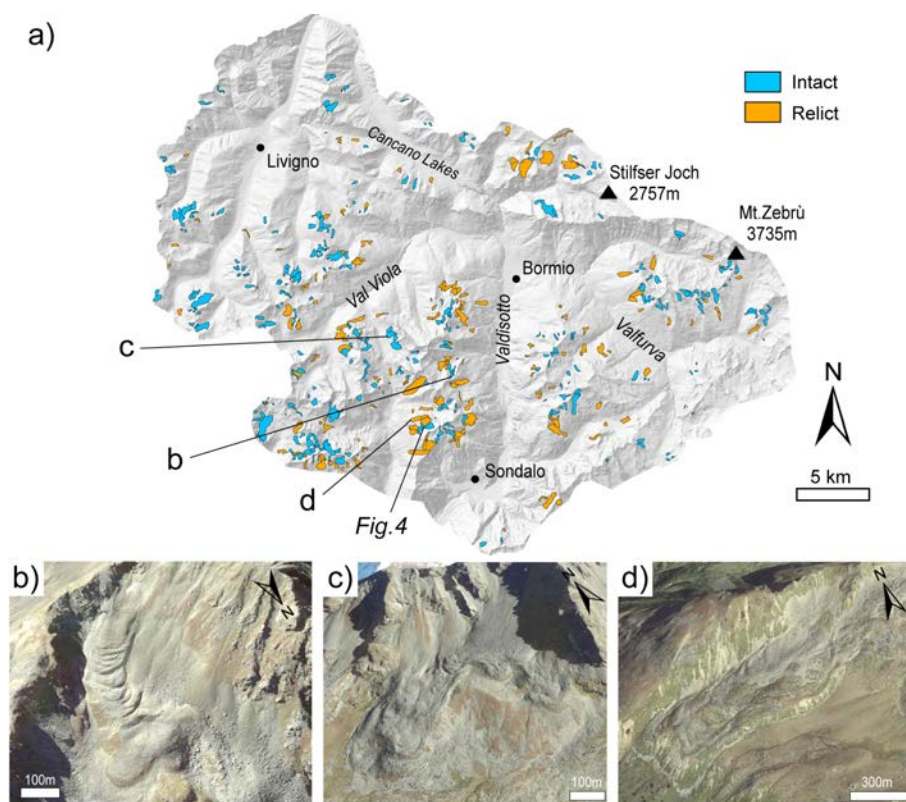 a)
Intact
Relict
Livigno
Cancano Lakes
Stilfser Joch
2757m
Mt.Zebrù
3735m
Bormio
Val Viola
Valdisotto
Valfurva
c
b
d
Fig.4
Sondalo
N
5 km
b)
N
100m
c)
N
100m
d)
N
300m